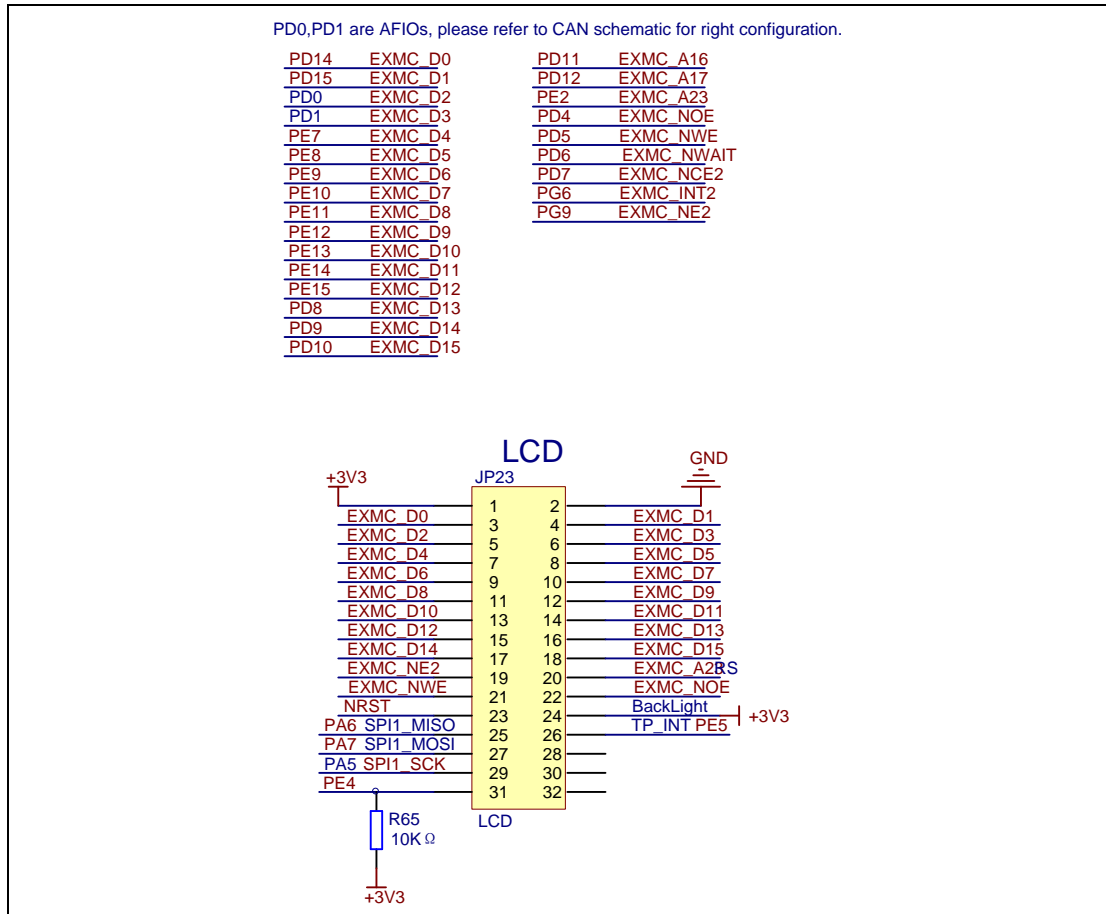 PD0,PD1 are AFIOs, please refer to CAN schematic for right configuration.
PD14 EXMC_D0
PD15 EXMC_D1
PD0 EXMC_D2
PD1 EXMC_D3
PE7 EXMC_D4
PE8 EXMC_D5
PE9 EXMC_D6
PE10 EXMC_D7
PE11 EXMC_D8
PE12 EXMC_D9
PE13 EXMC_D10
PE14 EXMC_D11
PE15 EXMC_D12
PD8 EXMC_D13
PD9 EXMC_D14
PD10 EXMC_D15
PD11 EXMC_A16
PD12 EXMC_A17
PE2 EXMC_A23
PD4 EXMC_NOE
PD5 EXMC_NWE
PD6 EXMC_NWAIT
PD7 EXMC_NCE2
PG6 EXMC_INT2
PG9 EXMC_NE2
LCD
JP23
+3V3 1 2 GND
EXMC_D0 3 4 EXMC_D1
EXMC_D2 5 6 EXMC_D3
EXMC_D4 7 8 EXMC_D5
EXMC_D6 9 10 EXMC_D7
EXMC_D8 11 12 EXMC_D9
EXMC_D10 13 14 EXMC_D11
EXMC_D12 15 16 EXMC_D13
EXMC_D14 17 18 EXMC_D15
EXMC_NE2 19 20 EXMC_A23 RS
EXMC_NWE 21 22 EXMC_NOE
NRST 23 24 BackLight +3V3
PA6 SPI1_MISO 25 26 TP_INT PE5
PA7 SPI1_MOSI 27 28
PA5 SPI1_SCK 29 30
PE4 31 32
LCD
R65
10KΩ
+3V3